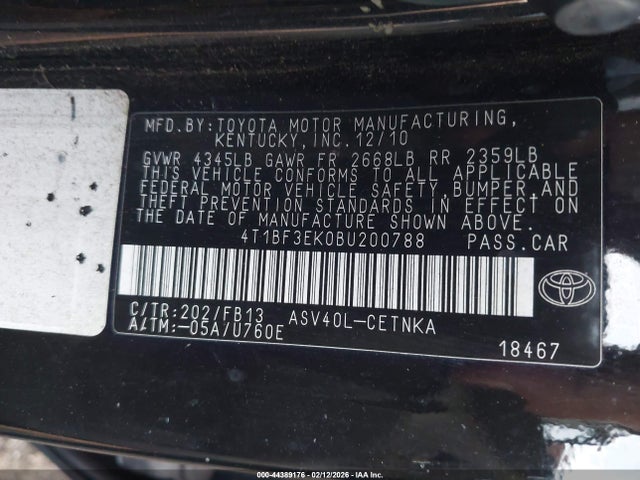 MFD.BY:TOYOTA MOTOR MANUFACTURING,
KENTUCKY, INC.12/10
GVWR 4345LB GAWR FR 2668LB RR 2359LB
THIS VEHICLE CONFORMS TO ALL APPLICABLE
FEDERAL MOTOR VEHICLE SAFETY,BUMPER,AND
THEFT PREVENTION STANDARDS IN EFFECT ON
THE DATE OF MANUFACTURE SHOWN ABOVE.
4T1BF3EK0BU200788 PASS.CAR
C/TR:202/FB13 ASV40L-CETNKA
A/TM:-05A/U760E
18467
000-44389176 - 02/12/2026 - IAA Inc.